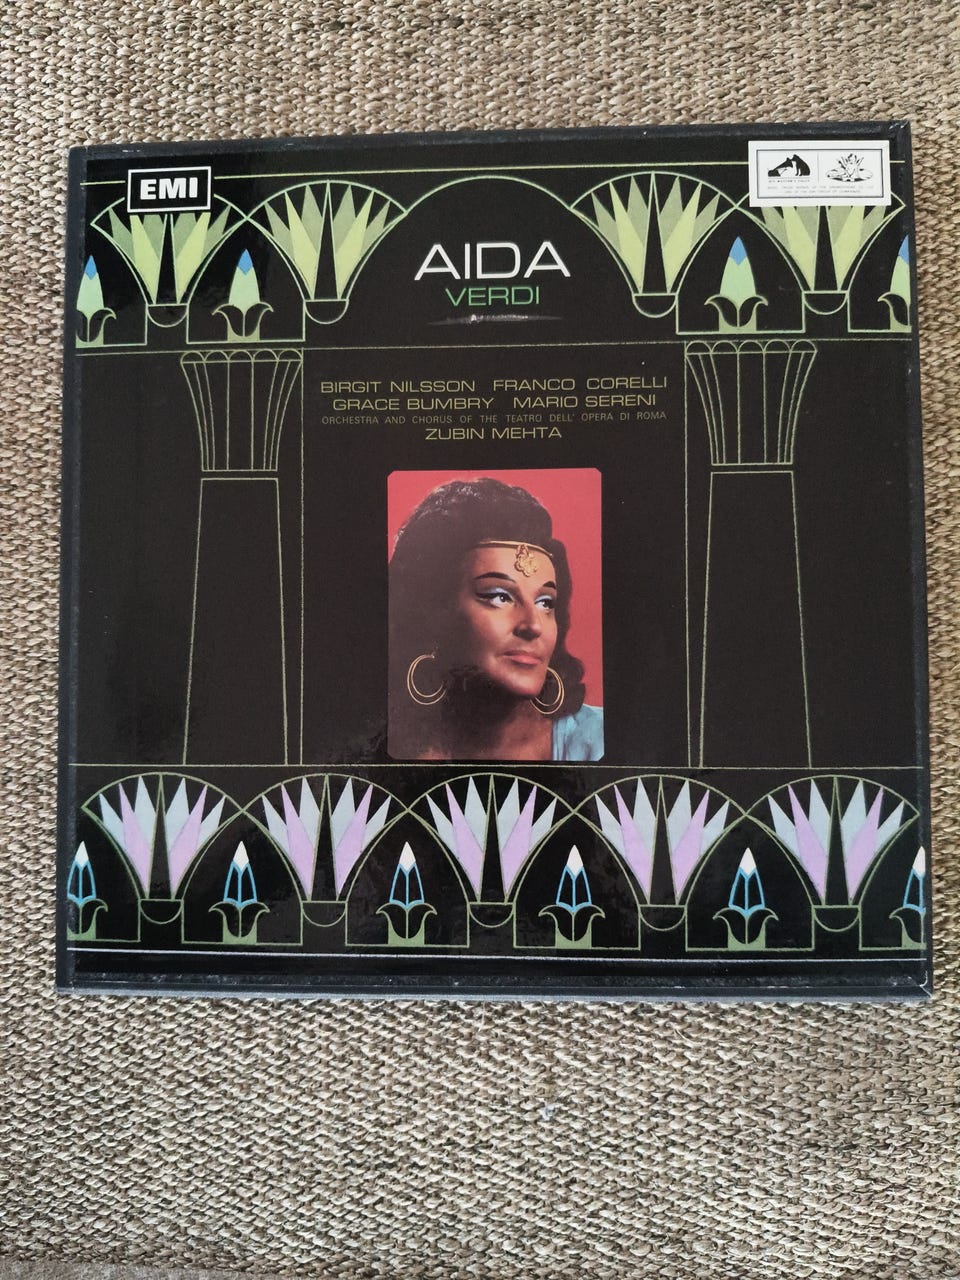 EMI
AIDA
VERDI
BIRGIT NILSSON FRANCO CORELLI
GRACE BUMBRY MARIO SERENI
ORCHESTRA AND CHORUS OF THE TEATRO DELL' OPERA DI ROMA
ZUBIN MEHTA